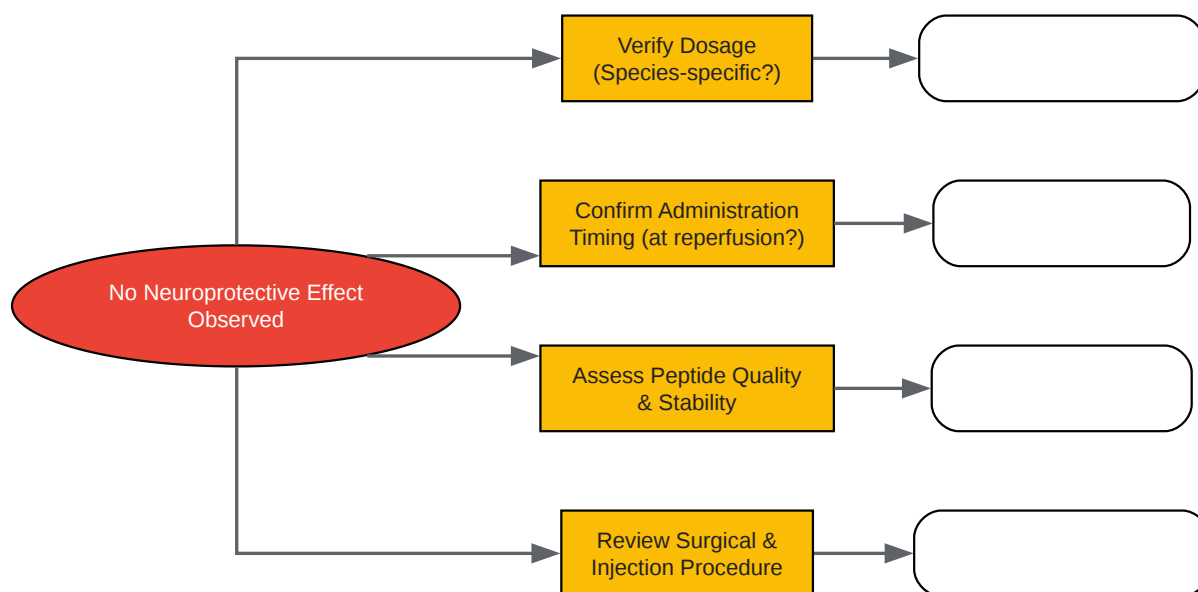 Verify Dosage
(Species-specific?)
Confirm Administration
Timing (at reperfusion?)
No Neuroprotective Effect
Observed
Assess Peptide Quality
& Stability
Review Surgical &
Injection Procedure